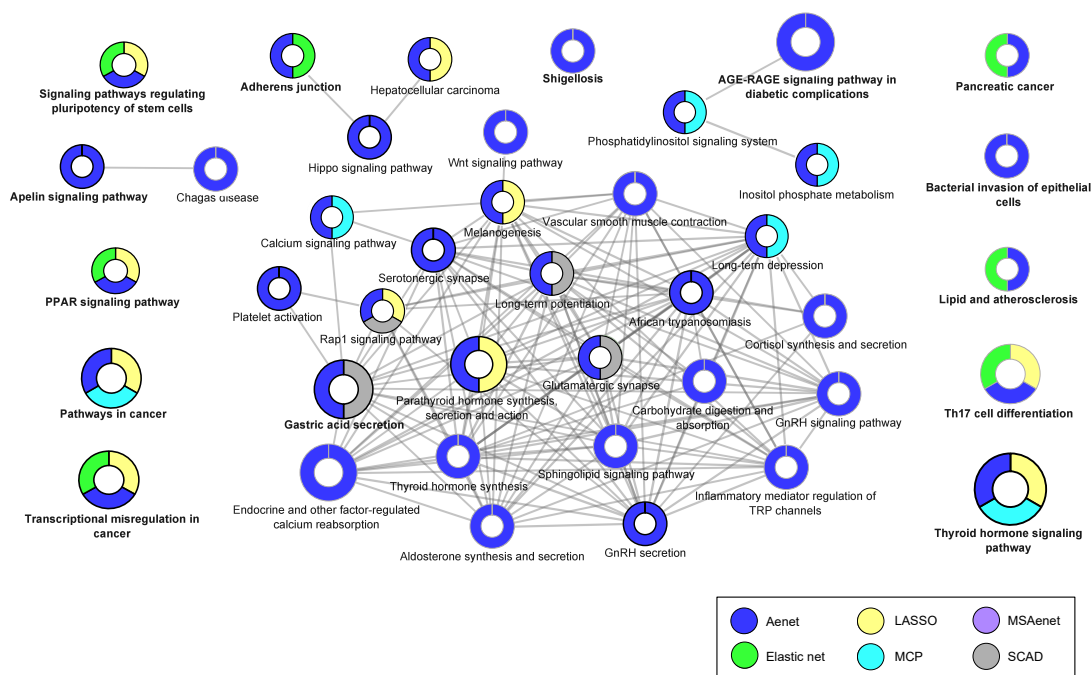 Signaling pathways regulating
pluripotency of stem cells
Adherens junction
Hepatocellular carcinoma
Shigellosis
AGE-RAGE signaling pathway in
diabetic complications
Pancreatic cancer
Hippo signaling pathway
Wnt signaling pathway
Phosphatidylinositol signaling system
Apelin signaling pathway
Chagas disease
Inositol phosphate metabolism
Bacterial invasion of epithelial
cells
Calcium signaling pathway
Melanogenesis
Vascular smooth muscle contraction
Long-term depression
PPAR signaling pathway
Serotonergic synapse
Long-term potentiation
Lipid and atherosclerosis
Platelet activation
Rap1 signaling pathway
African trypanosomiasis
Cortisol synthesis and secretion
Pathways in cancer
Gastric acid secretion
Parathyroid hormone synthesis,
secretion and action
Glutamatergic synapse
Carbohydrate digestion and
absorption
GnRH signaling pathway
Th17 cell differentiation
Transcriptional misregulation in
cancer
Endocrine and other factor-regulated
calcium reabsorption
Thyroid hormone synthesis
Sphingolipid signaling pathway
Inflammatory mediator regulation of
TRP channels
Thyroid hormone signaling
pathway
Aldosterone synthesis and secretion
GnRH secretion
Aenet
LASSO
MSAenet
Elastic net
MCP
SCAD